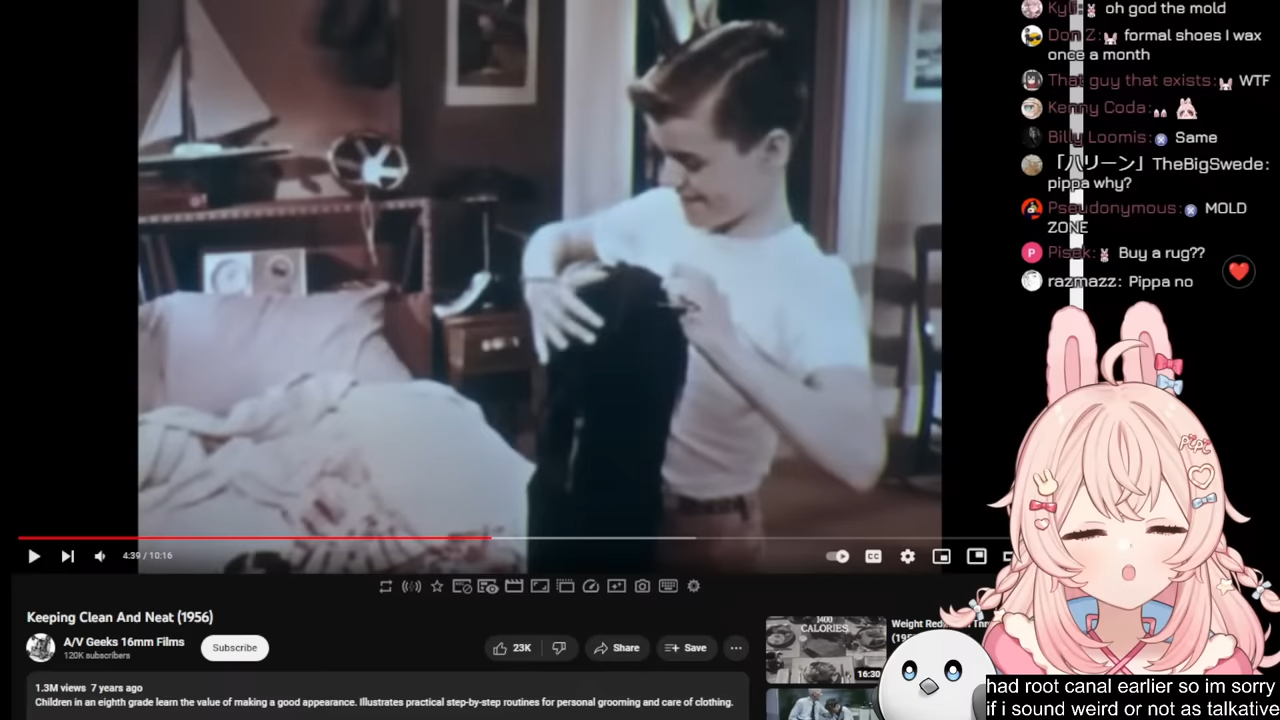 Kyli: oh god the mold
Don Z: formal shoes I wax
once a month
That guy that exists: WTF
Kenny Coda:
Billy Loomis: Same
「ハリーン」TheBigSwede:
pippa why?
Pseudonymous: MOLD
ZONE
Pisek: Buy a rug??
razmazz: Pippa no
4:39 / 10:16
CC
Keeping Clean And Neat (1956)
A/V Geeks 16mm Films
120K subscribers
Subscribe
23K
Share
Save
1.3M views 7 years ago
Children in an eighth grade learn the value of making a good appearance. Illustrates practical step-by-step routines for personal grooming and care of clothing.
1400
CALORIES
16:30
Weight
PiPi
had root canal earlier so im sorry
if i sound weird or not as talkative